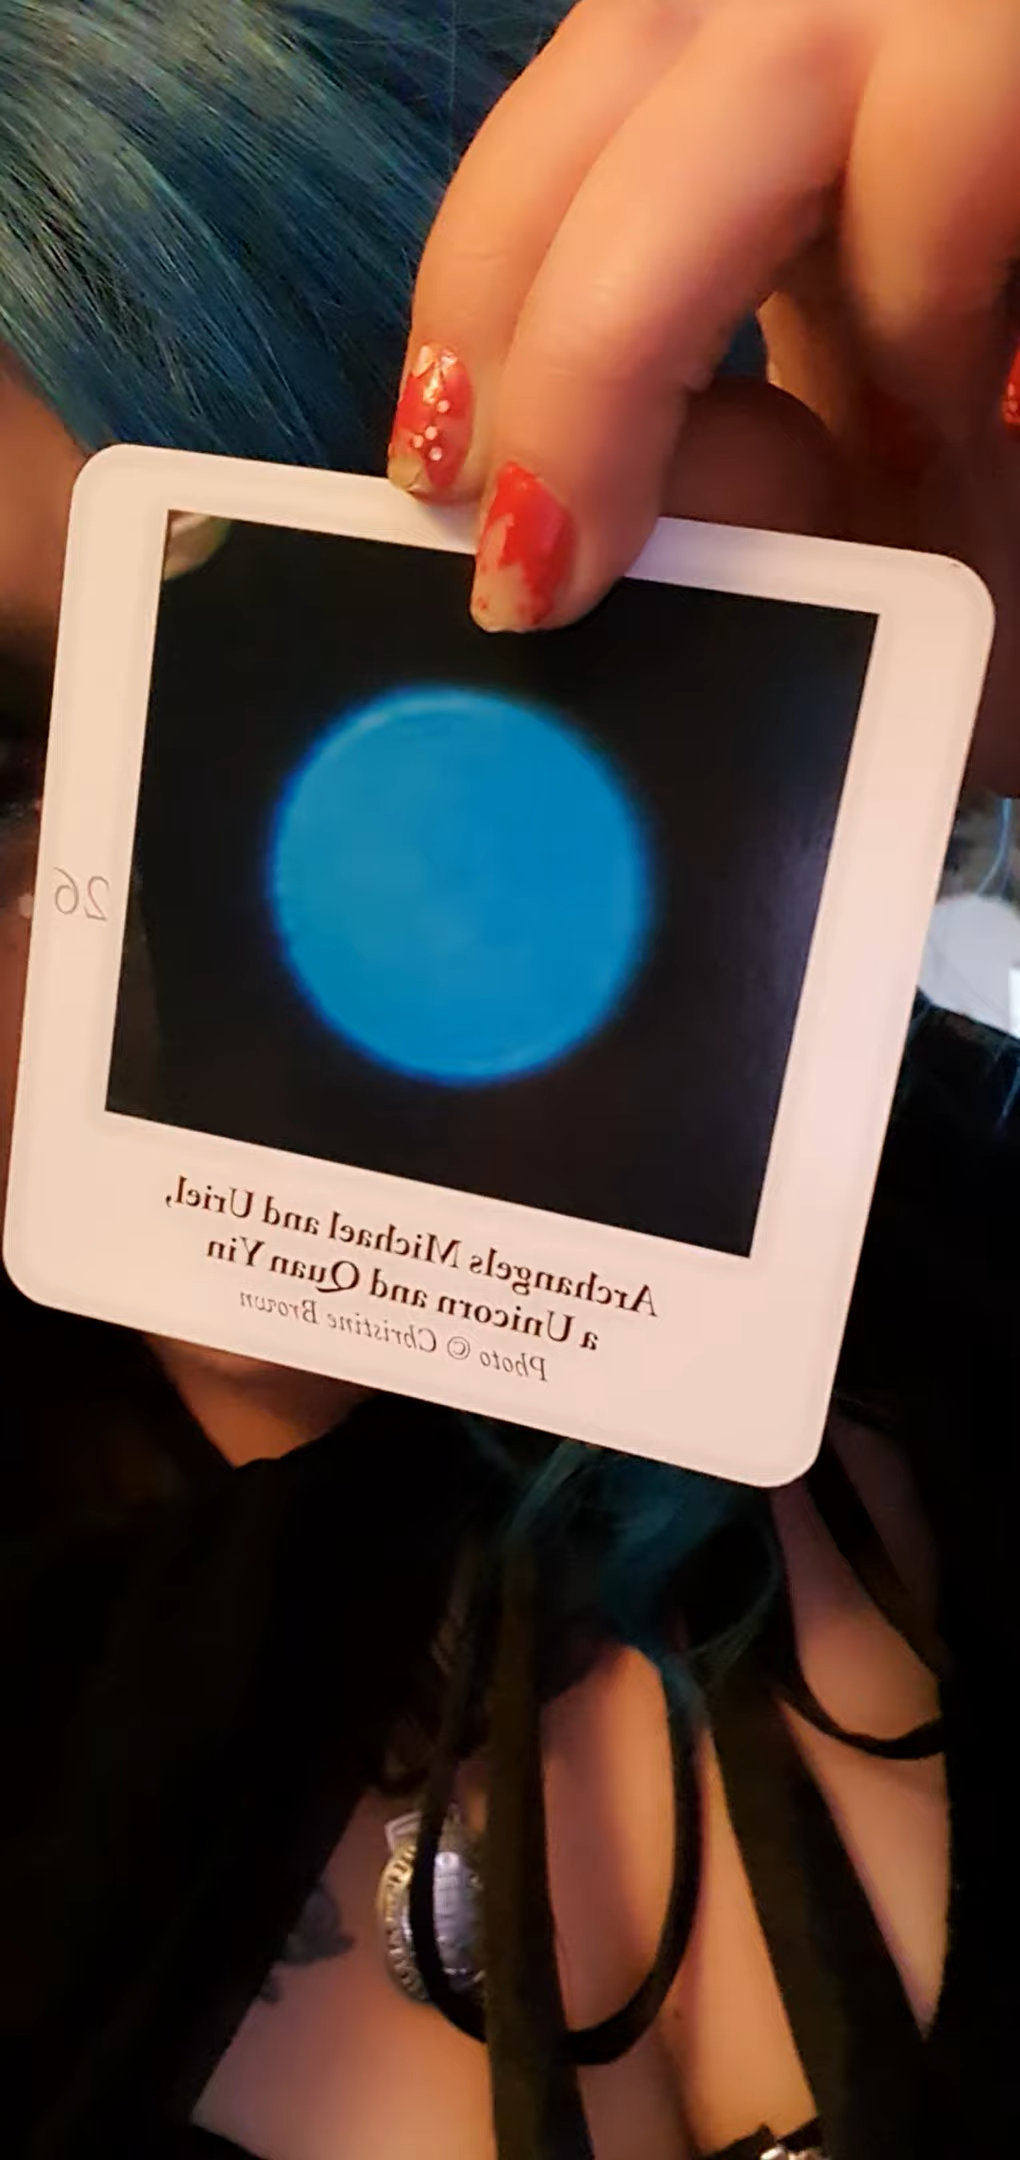 26
Archangels Michael and Uriel,
a Unicorn and Quan Yin
Photo © Christine Brown